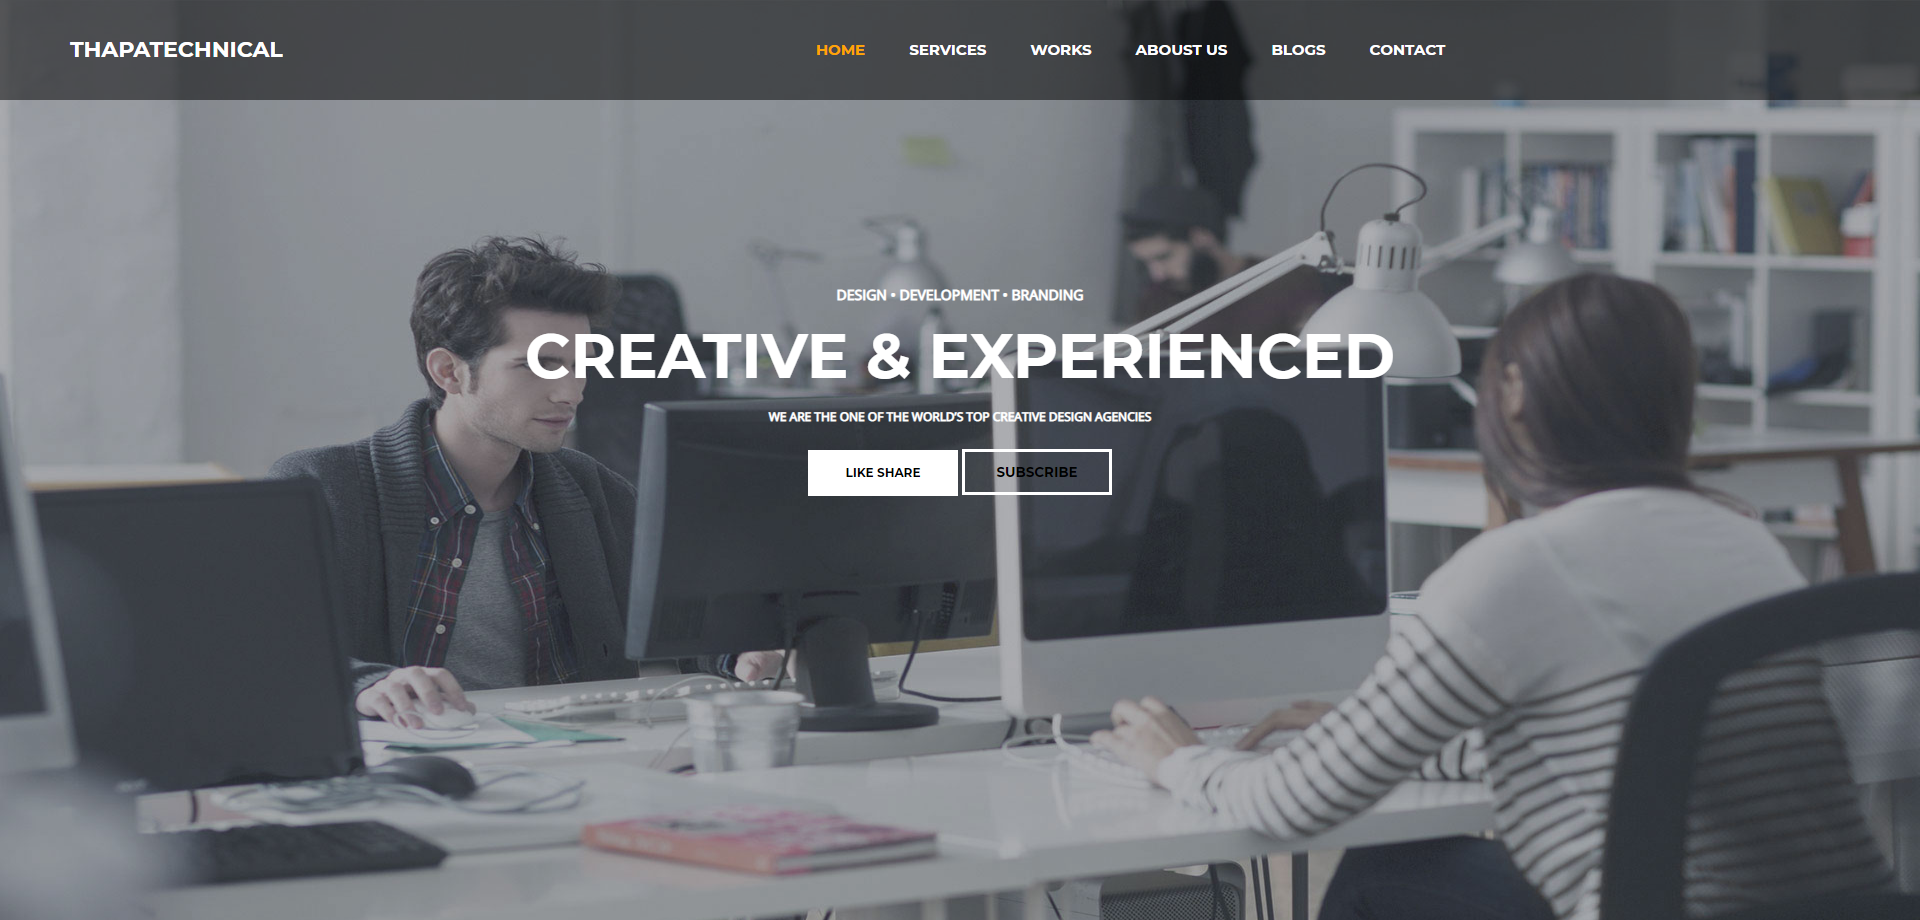 THAPATECHNICAL
HOME SERVICES WORKS ABOUST US BLOGS CONTACT
DESIGN • DEVELOPMENT • BRANDING
CREATIVE & EXPERIENCED
WE ARE THE ONE OF THE WORLD'S TOP CREATIVE DESIGN AGENCIES
LIKE SHARE SUBSCRIBE